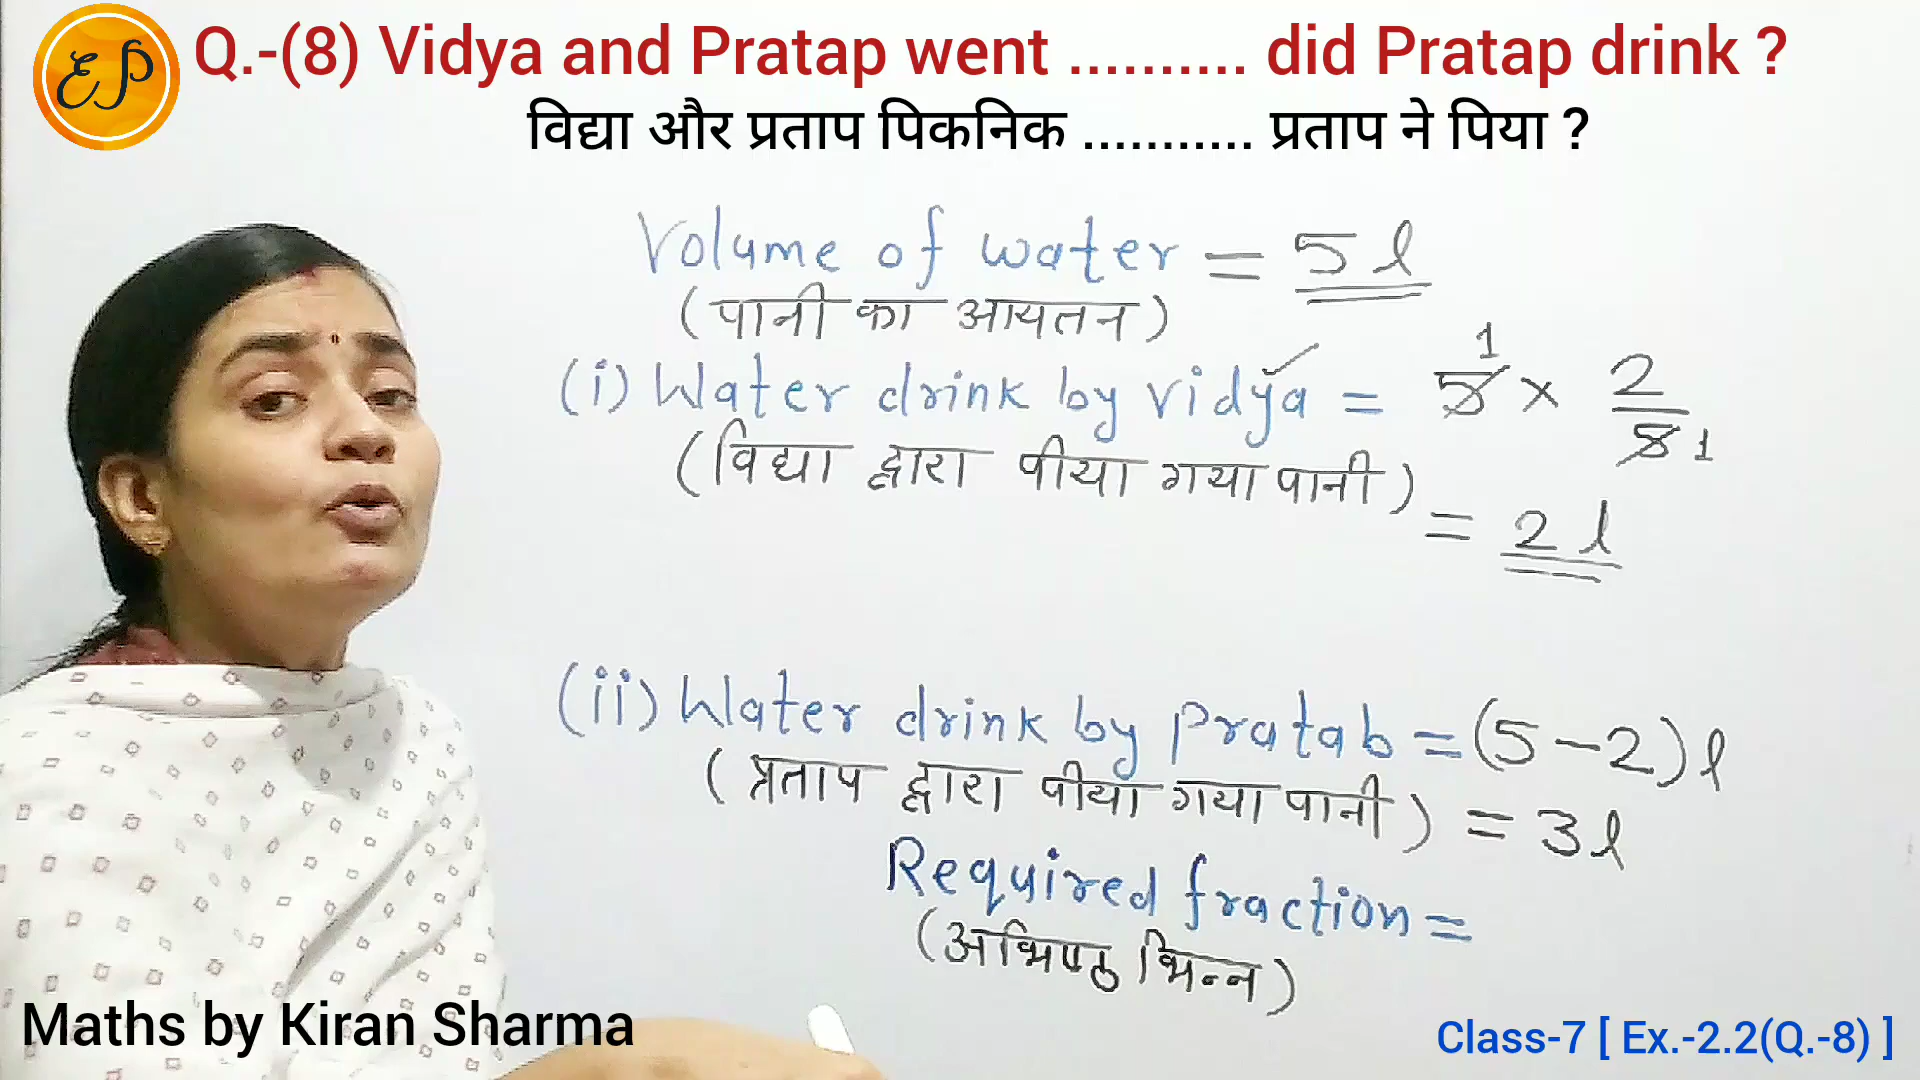 EP
Q.-(8) Vidya and Pratap went .......... did Pratap drink ?
विद्या और प्रताप पिकनिक ........... प्रताप ने पिया ?
Volume of water = 5 l
(पानी का आयतन)
1
(i) Water drink by vidya = 5 × 2/5 1
(विद्या द्वारा पीया गया पानी)
= 2 l
(ii) Water drink by pratab = (5-2) l
(प्रताप द्वारा पीया गया पानी) = 3 l
Required fraction =
(अभिष्ठ भिन्न)
Maths by Kiran Sharma
Class-7 [ Ex.-2.2(Q.-8) ]